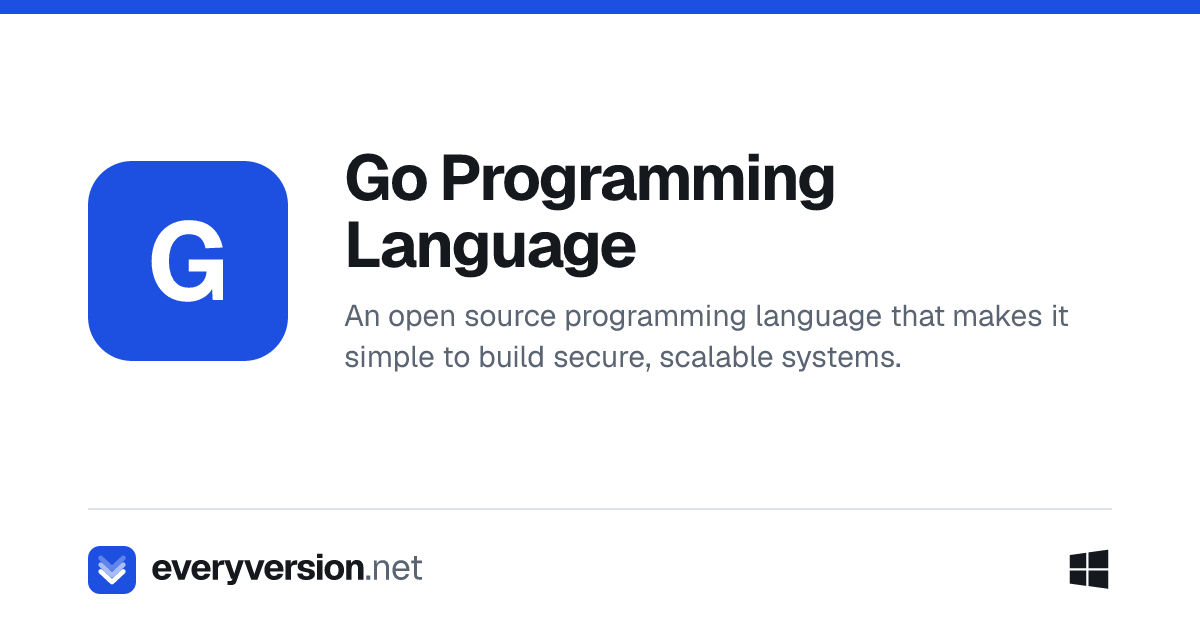 G
Go Programming
Language
An open source programming language that makes it
simple to build secure, scalable systems.
everyversion.net